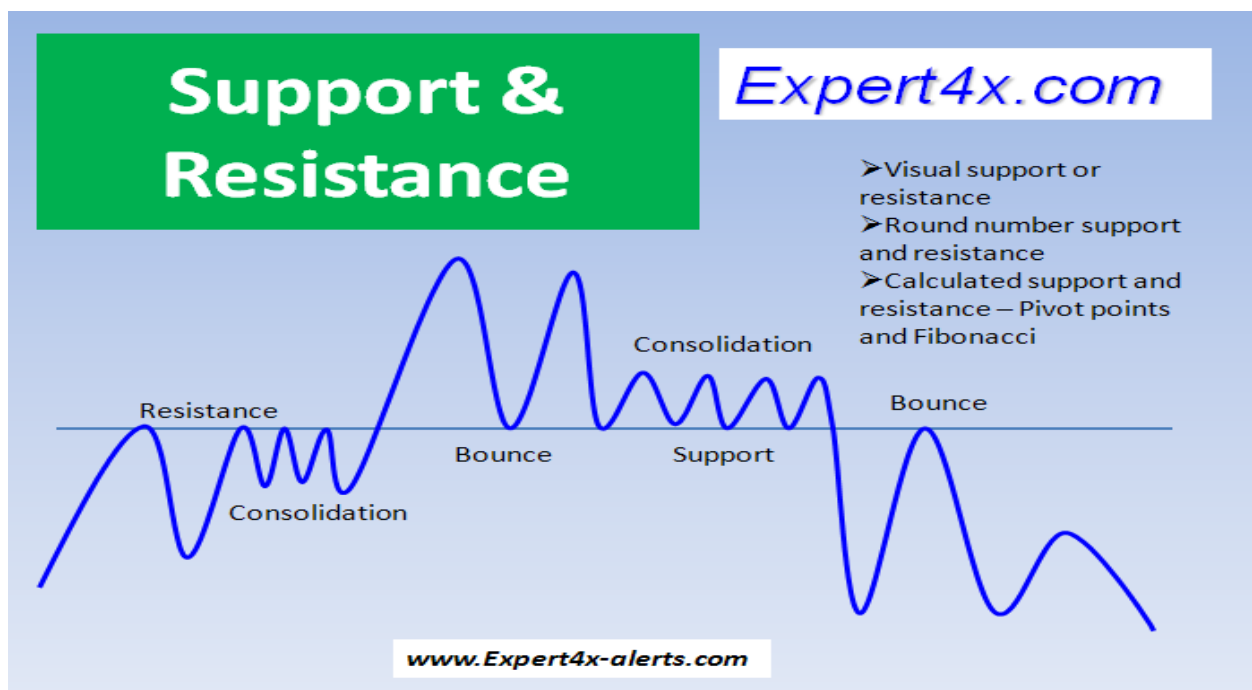 Support &
Resistance
Expert4x.com
➢Visual support or
resistance
➢Round number support
and resistance
➢Calculated support and
resistance – Pivot points
and Fibonacci
Consolidation
Resistance
Bounce
Bounce
Support
Consolidation
www.Expert4x-alerts.com